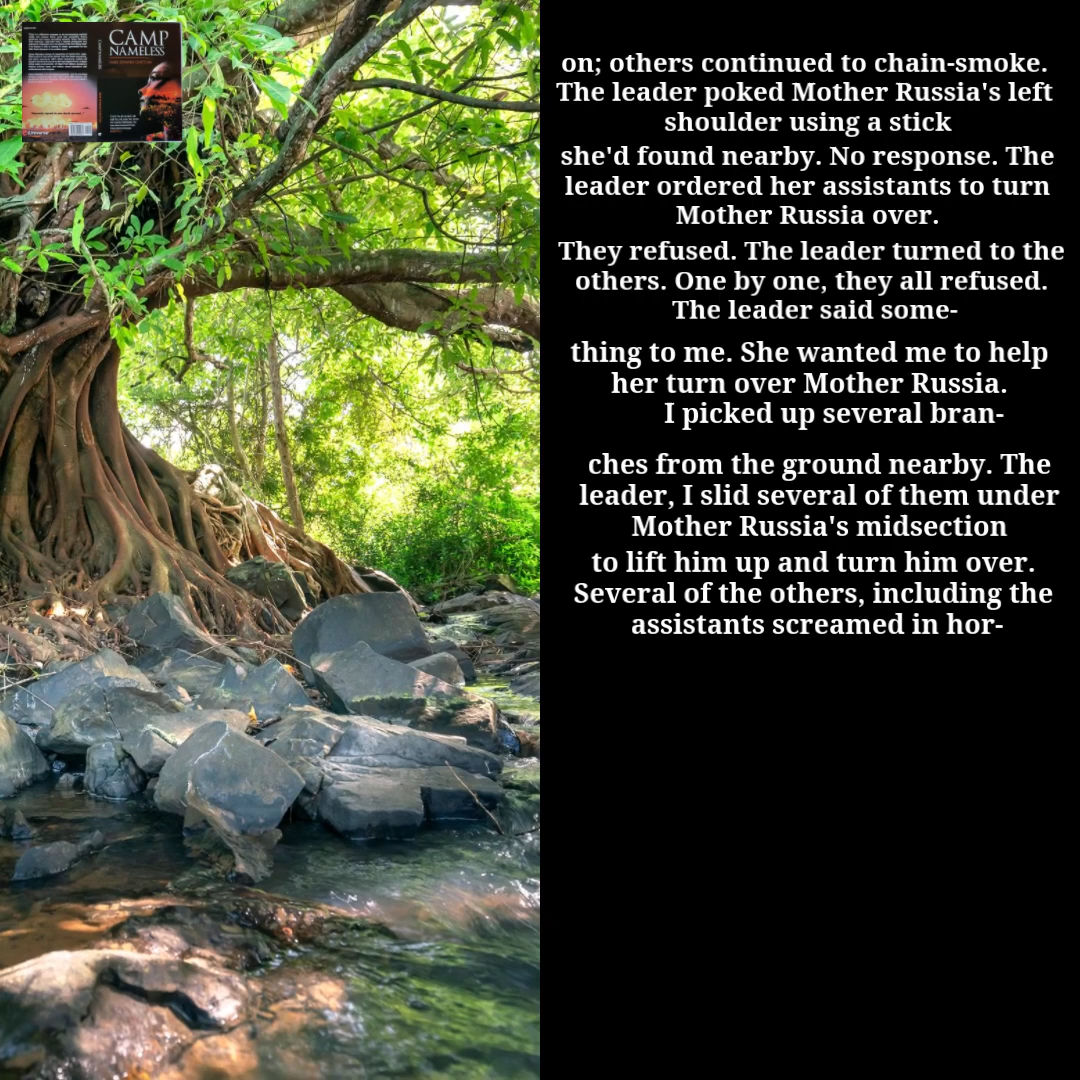 CAMP
NAMELESS
on; others continued to chain-smoke.
The leader poked Mother Russia's left
shoulder using a stick
she'd found nearby. No response. The
leader ordered her assistants to turn
Mother Russia over.
They refused. The leader turned to the
others. One by one, they all refused.
The leader said some-
thing to me. She wanted me to help
her turn over Mother Russia.
I picked up several bran-
ches from the ground nearby. The
leader, I slid several of them under
Mother Russia's midsection
to lift him up and turn him over.
Several of the others, including the
assistants screamed in hor-